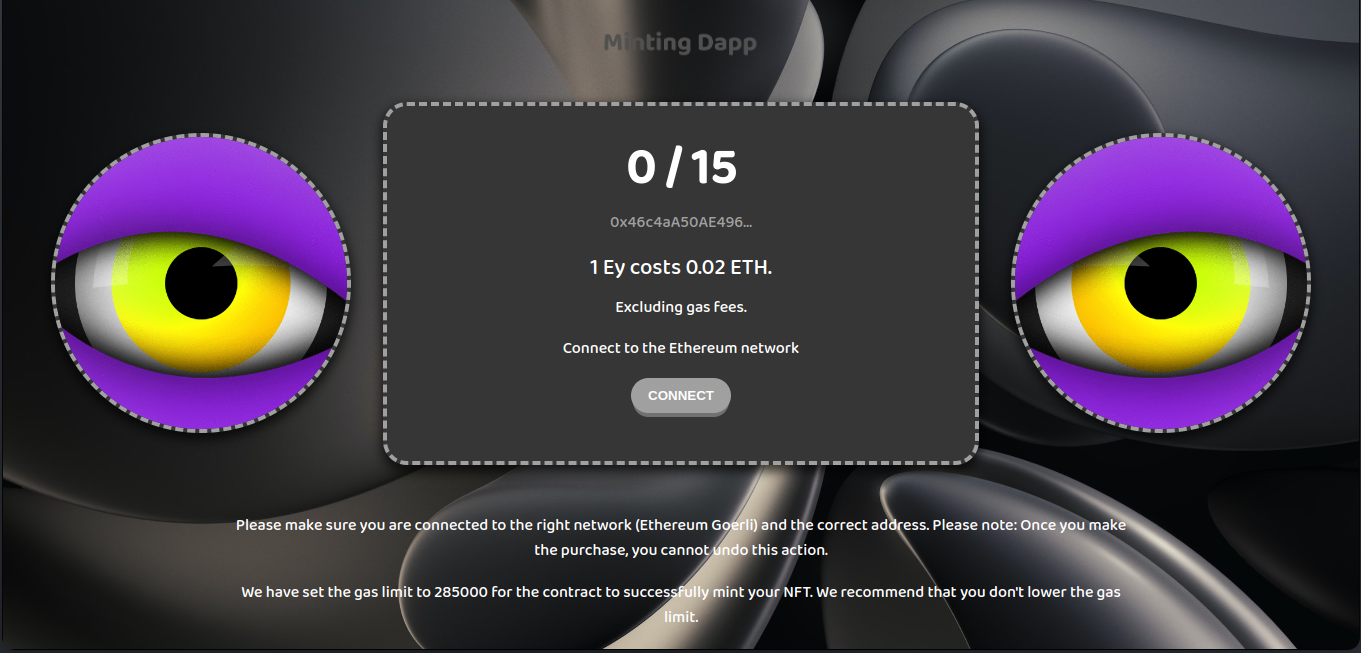 Minting Dapp
0 / 15
0x46c4aA50AE496...
1 Ey costs 0.02 ETH.
Excluding gas fees.
Connect to the Ethereum network
CONNECT
Please make sure you are connected to the right network (Ethereum Goerli) and the correct address. Please note: Once you make
the purchase, you cannot undo this action.
We have set the gas limit to 285000 for the contract to successfully mint your NFT. We recommend that you don't lower the gas
limit.